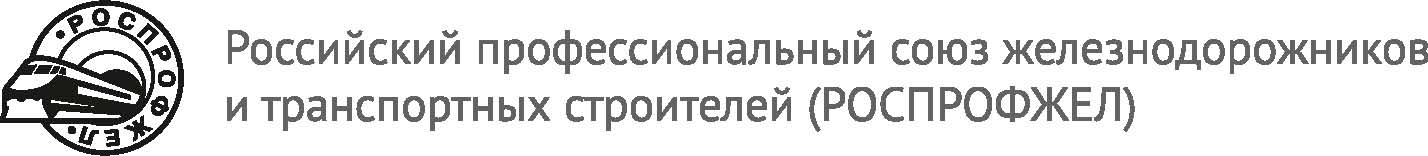 • РОСПРОФЖЕЛ •
Российский профессиональный союз железнодорожников
и транспортных строителей (РОСПРОФЖЕЛ)